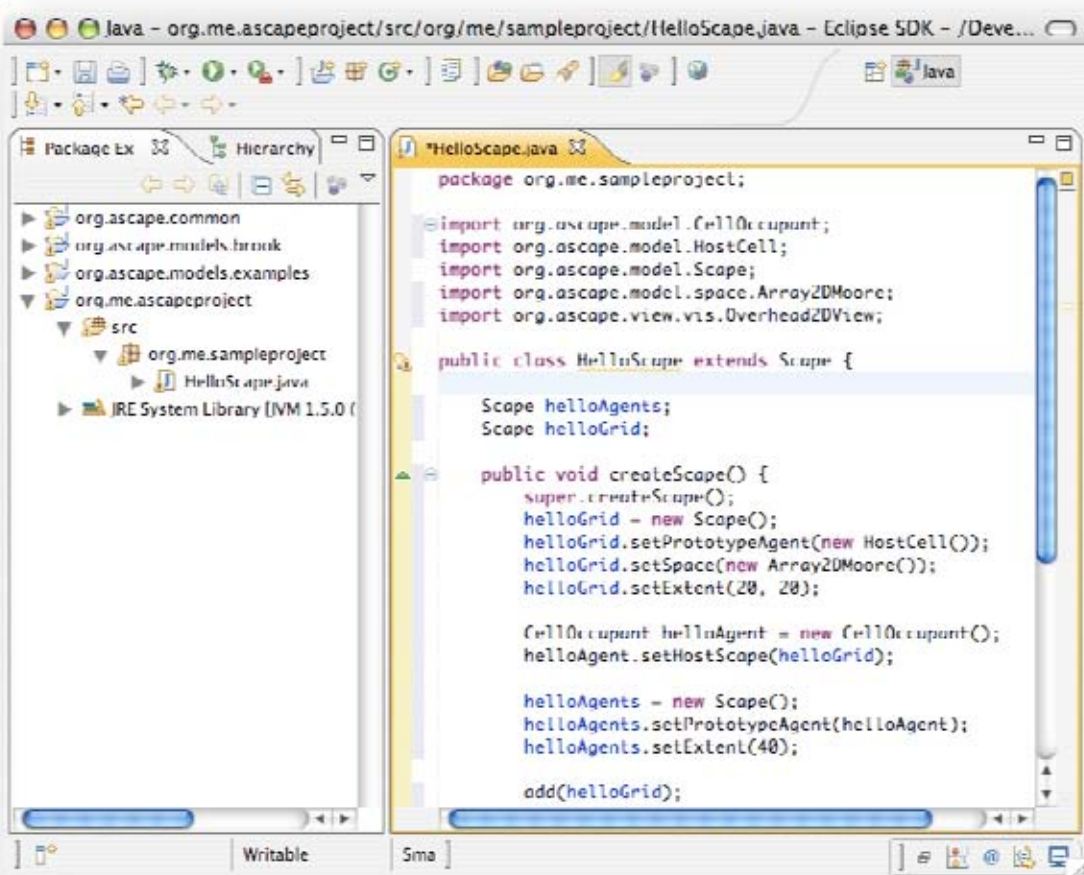 Java – org.me.ascapeproject/src/org/me/sampleproject/HelloScape.java – Eclipse SDK – /Deve...
Java
Package Ex
Hierarchy
org.ascape.common
org.ascape.models.brook
org.ascape.models.examples
org.me.ascapeproject
src
org.me.sampleproject
HelloScape.java
JRE System Library [JVM 1.5.0 (
*HelloScape.java
package org.me.sampleproject;
import org.ascape.model.CellOccupant;
import org.ascape.model.HostCell;
import org.ascape.model.Scape;
import org.ascape.model.space.Array2DMoore;
import org.ascape.view.vis.Overhead2DView;
public class HelloScape extends Scape {
Scape helloAgents;
Scape helloGrid;
public void createScape() {
super.createScape();
helloGrid = new Scape();
helloGrid.setPrototypeAgent(new HostCell());
helloGrid.setSpace(new Array2DMoore());
helloGrid.setExtent(20, 20);
CellOccupant helloAgent = new CellOccupant();
helloAgent.setHostScape(helloGrid);
helloAgents = new Scape();
helloAgents.setPrototypeAgent(helloAgent);
helloAgents.setExtent(40);
add(helloGrid);
Writable
Sma